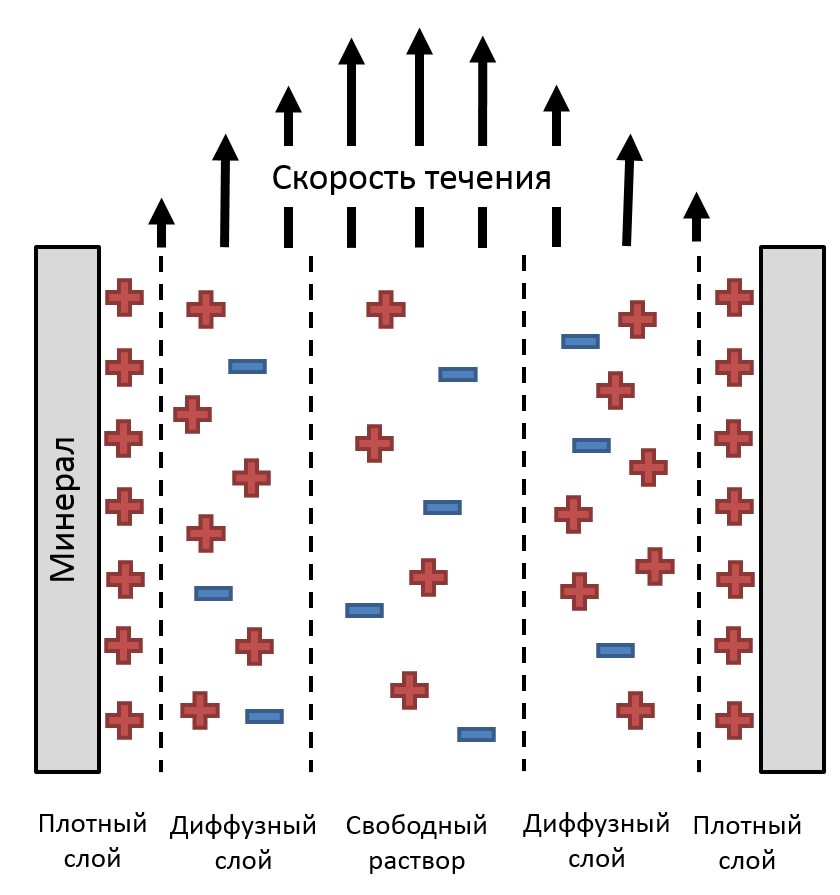 Скорость течения
Минерал
Плотный
слой
Диффузный
слой
Свободный
раствор
Диффузный
слой
Плотный
слой